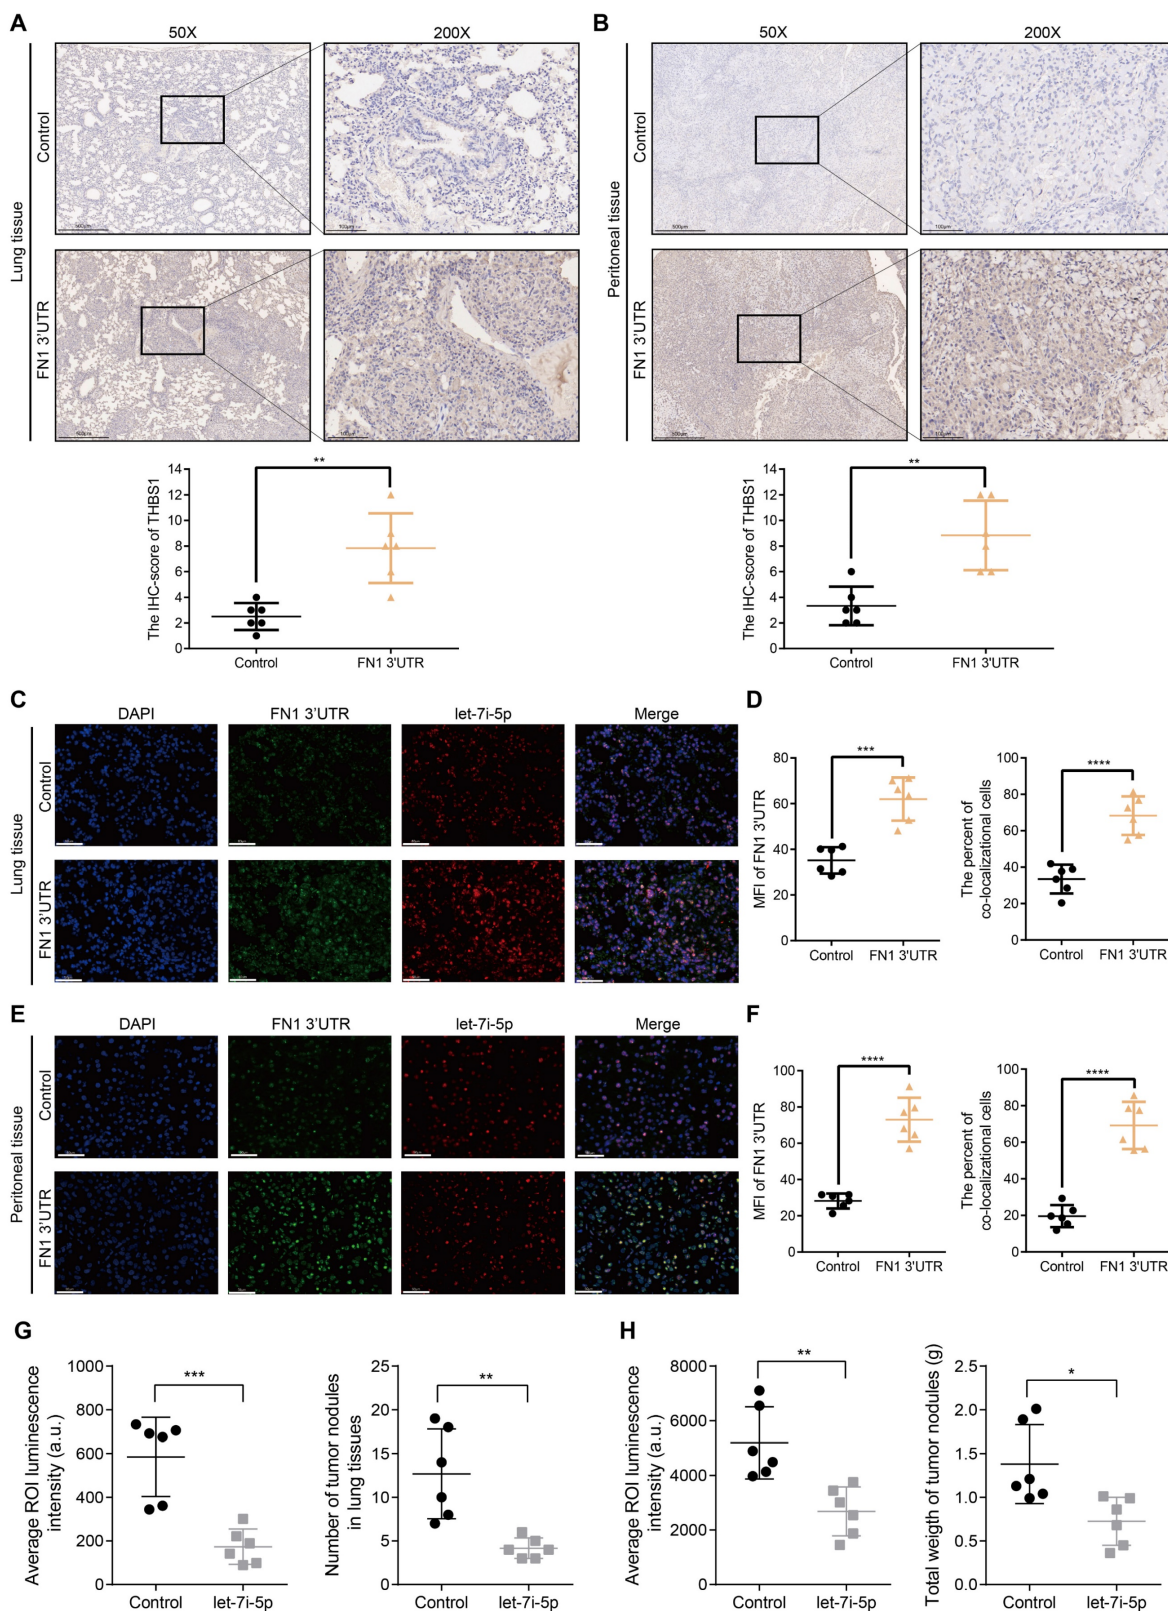 A
50X
200X
Lung tissue
Control
500μm
100μm
FN1 3'UTR
500μm
100μm
The IHC-score of THBS1
14
12
10
8
6
4
2
0
**
Control
FN1 3'UTR
B
50X
200X
Peritoneal tissue
Control
500μm
100μm
FN1 3'UTR
500μm
100μm
The IHC-score of THBS1
14
12
10
8
6
4
2
0
**
Control
FN1 3'UTR
C
DAPI
FN1 3'UTR
let-7i-5p
Merge
Lung tissue
Control
FN1 3'UTR
D
MFI of FN1 3'UTR
80
60
40
20
0
***
Control
FN1 3'UTR
The percent of
co-localizational cells
100
80
60
40
20
0
****
Control
FN1 3'UTR
E
DAPI
FN1 3'UTR
let-7i-5p
Merge
Peritoneal tissue
Control
FN1 3'UTR
F
MFI of FN1 3'UTR
100
80
60
40
20
0
****
Control
FN1 3'UTR
The percent of
co-localizational cells
100
80
60
40
20
0
****
Control
FN1 3'UTR
G
Average ROI luminescence
intensity (a.u.)
1000
800
600
400
200
0
***
Control
let-7i-5p
Number of tumor nodules
in lung tissues
25
20
15
10
5
0
**
Control
let-7i-5p
H
Average ROI luminescence
intensity (a.u.)
8000
6000
4000
2000
0
**
Control
let-7i-5p
Total weigth of tumor nodules (g)
2.5
2.0
1.5
1.0
0.5
0.0
*
Control
let-7i-5p